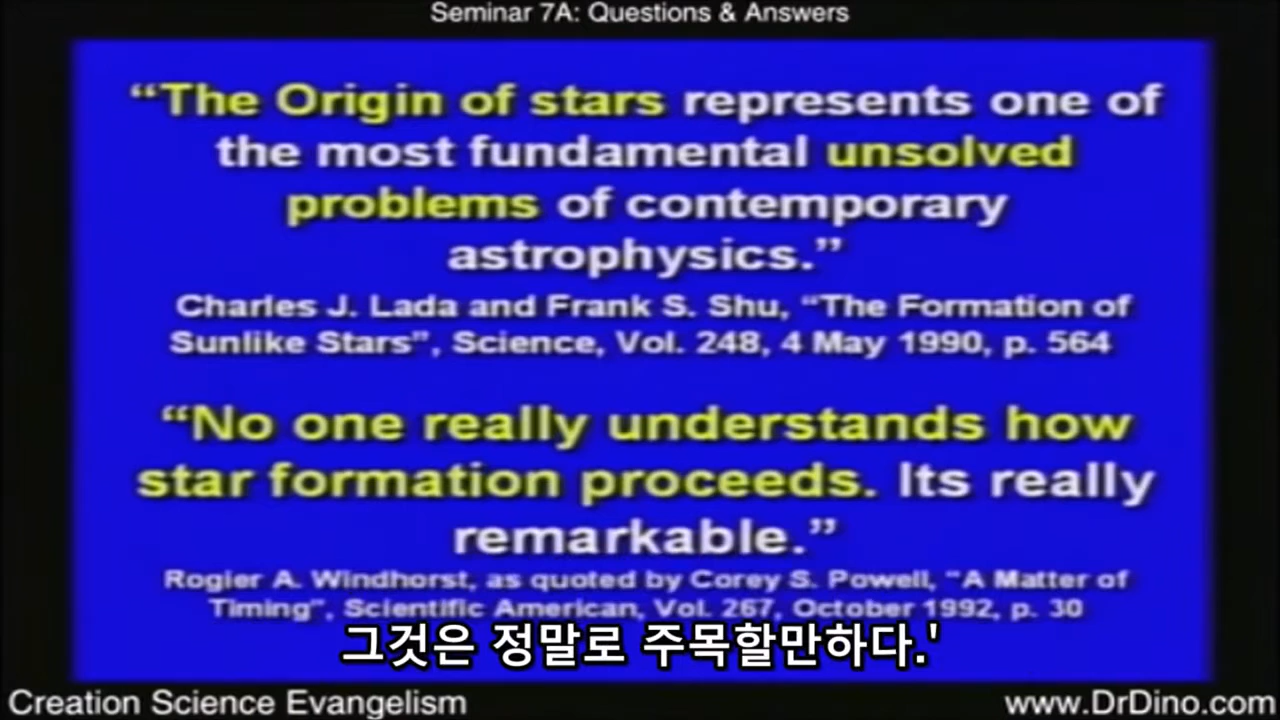 Seminar 7A: Questions & Answers
“The Origin of stars represents one of
the most fundamental unsolved
problems of contemporary
astrophysics.”
Charles J. Lada and Frank S. Shu, “The Formation of
Sunlike Stars”, Science, Vol. 248, 4 May 1990, p. 564
“No one really understands how
star formation proceeds. Its really
remarkable.”
Rogier A. Windhorst, as quoted by Corey S. Powell, “A Matter of
Timing”, Scientific American, Vol. 267, October 1992, p. 30
그것은 정말로 주목할만하다.'
Creation Science Evangelism
www.DrDino.com